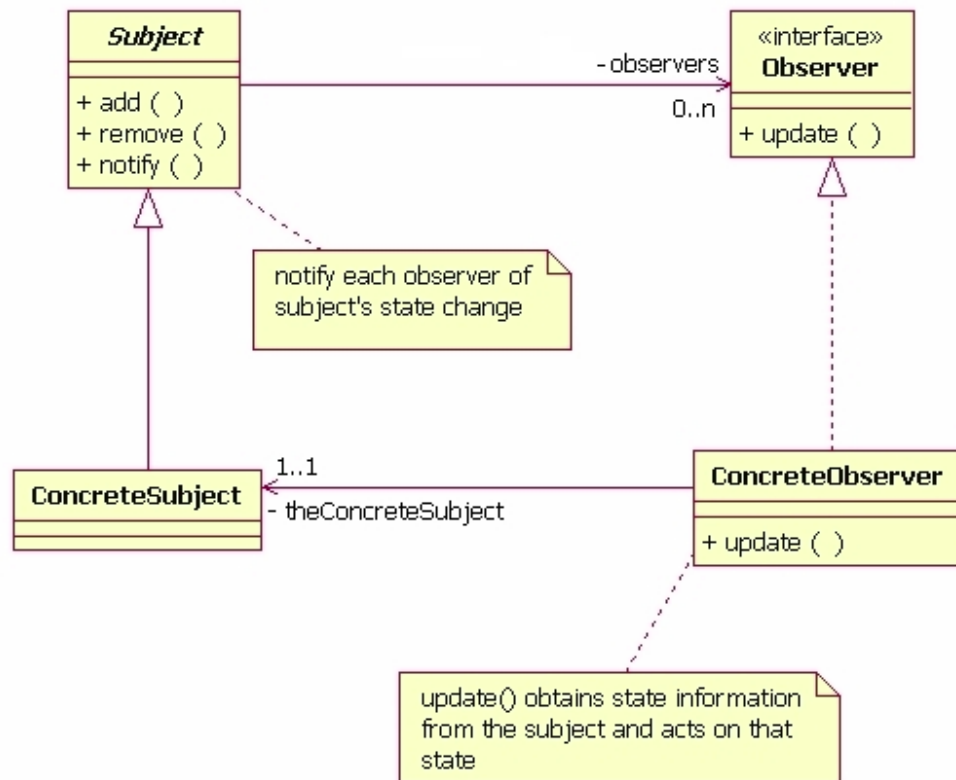 Subject
+ add ( )
+ remove ( )
+ notify ( )
-observers
0..n
«interface»
Observer
+ update ( )
notify each observer of
subject's state change
ConcreteSubject
1..1
- theConcreteSubject
ConcreteObserver
+ update ( )
update() obtains state information
from the subject and acts on that
state